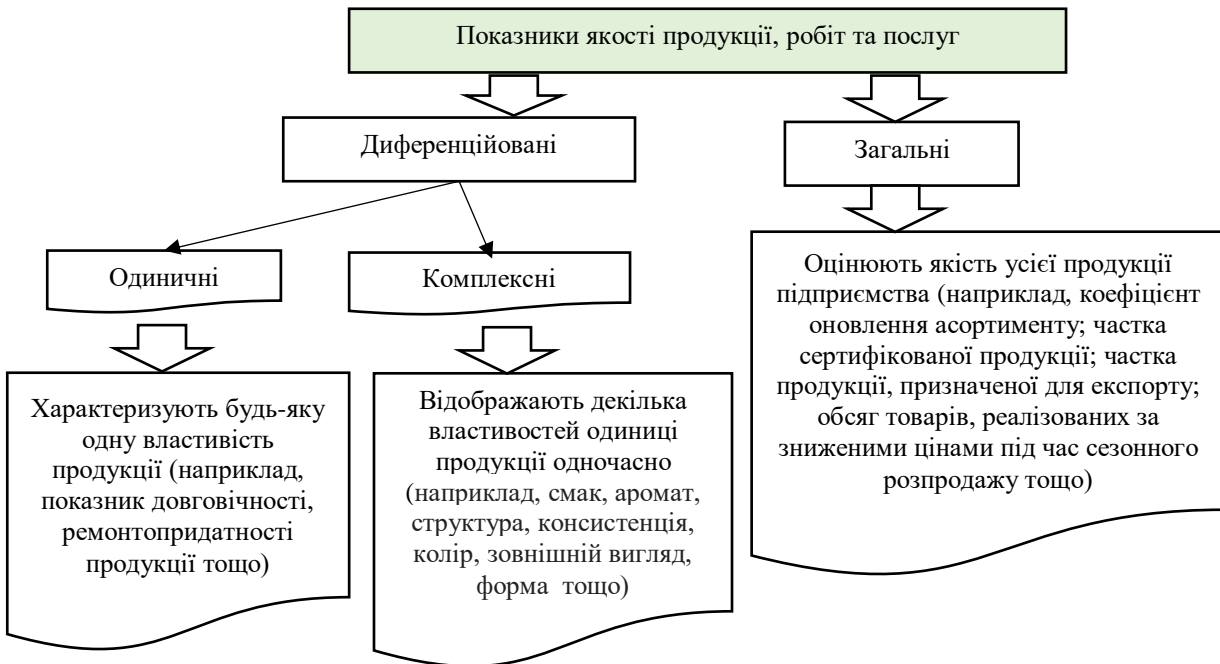 Показники якості продукції, робіт та послуг
Диференційовані
Загальні
Одиничні
Комплексні
Оцінюють якість усієї продукції
підприємства (наприклад, коефіцієнт
оновлення асортименту; частка
сертифікованої продукції; частка
продукції, призначеної для експорту;
обсяг товарів, реалізованих за
зниженими цінами під час сезонного
розпродажу тощо)
Характеризують будь-яку
одну властивість
продукції (наприклад,
показник довговічності,
ремонтопридатності
продукції тощо)
Відображають декілька
властивостей одиниці
продукції одночасно
(наприклад, смак, аромат,
структура, консистенція,
колір, зовнішній вигляд,
форма  тощо)